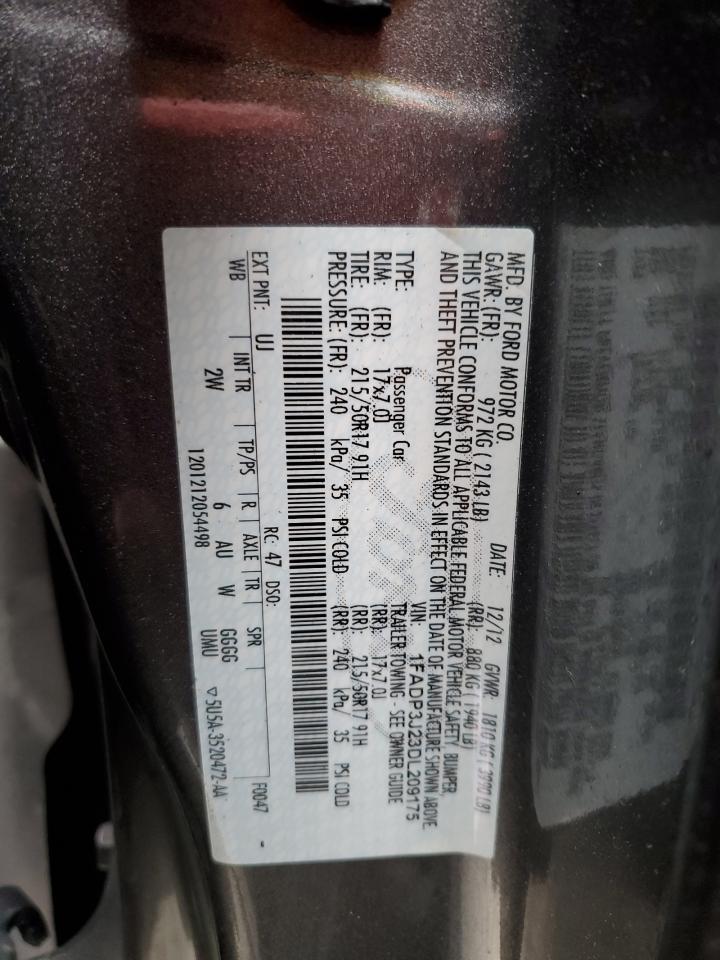 MFD. BY FORD MOTOR CO. DATE: 12/12 GVWR: 1810 KG ( 3990 LB)
GAWR: (FR): 972 KG ( 2143 LB) (RR): 880 KG ( 1940 LB)
THIS VEHICLE CONFORMS TO ALL APPLICABLE FEDERAL MOTOR VEHICLE SAFETY, BUMPER,
AND THEFT PREVENTION STANDARDS IN EFFECT ON THE DATE OF MANUFACTURE SHOWN ABOVE.
VIN: 1FADP3J23DL209175
TYPE: Passenger Car TRAILER TOWING - SEE OWNER GUIDE
RIM: (FR): 17x7.0J (RR): 17x7.0J
TIRE: (FR): 215/50R17 91H (RR): 215/50R17 91H
PRESSURE: (FR): 240 kPa/ 35 PSI COLD (RR): 240 kPa/ 35 PSI COLD
RC: 47 DSO: F0047
EXT PNT: UJ
WB INT TR TP/PS R AXLE TR SPR
2W 6 AU W GGGG
UMU
1201212054498 ▽5U5A-3520472-AA